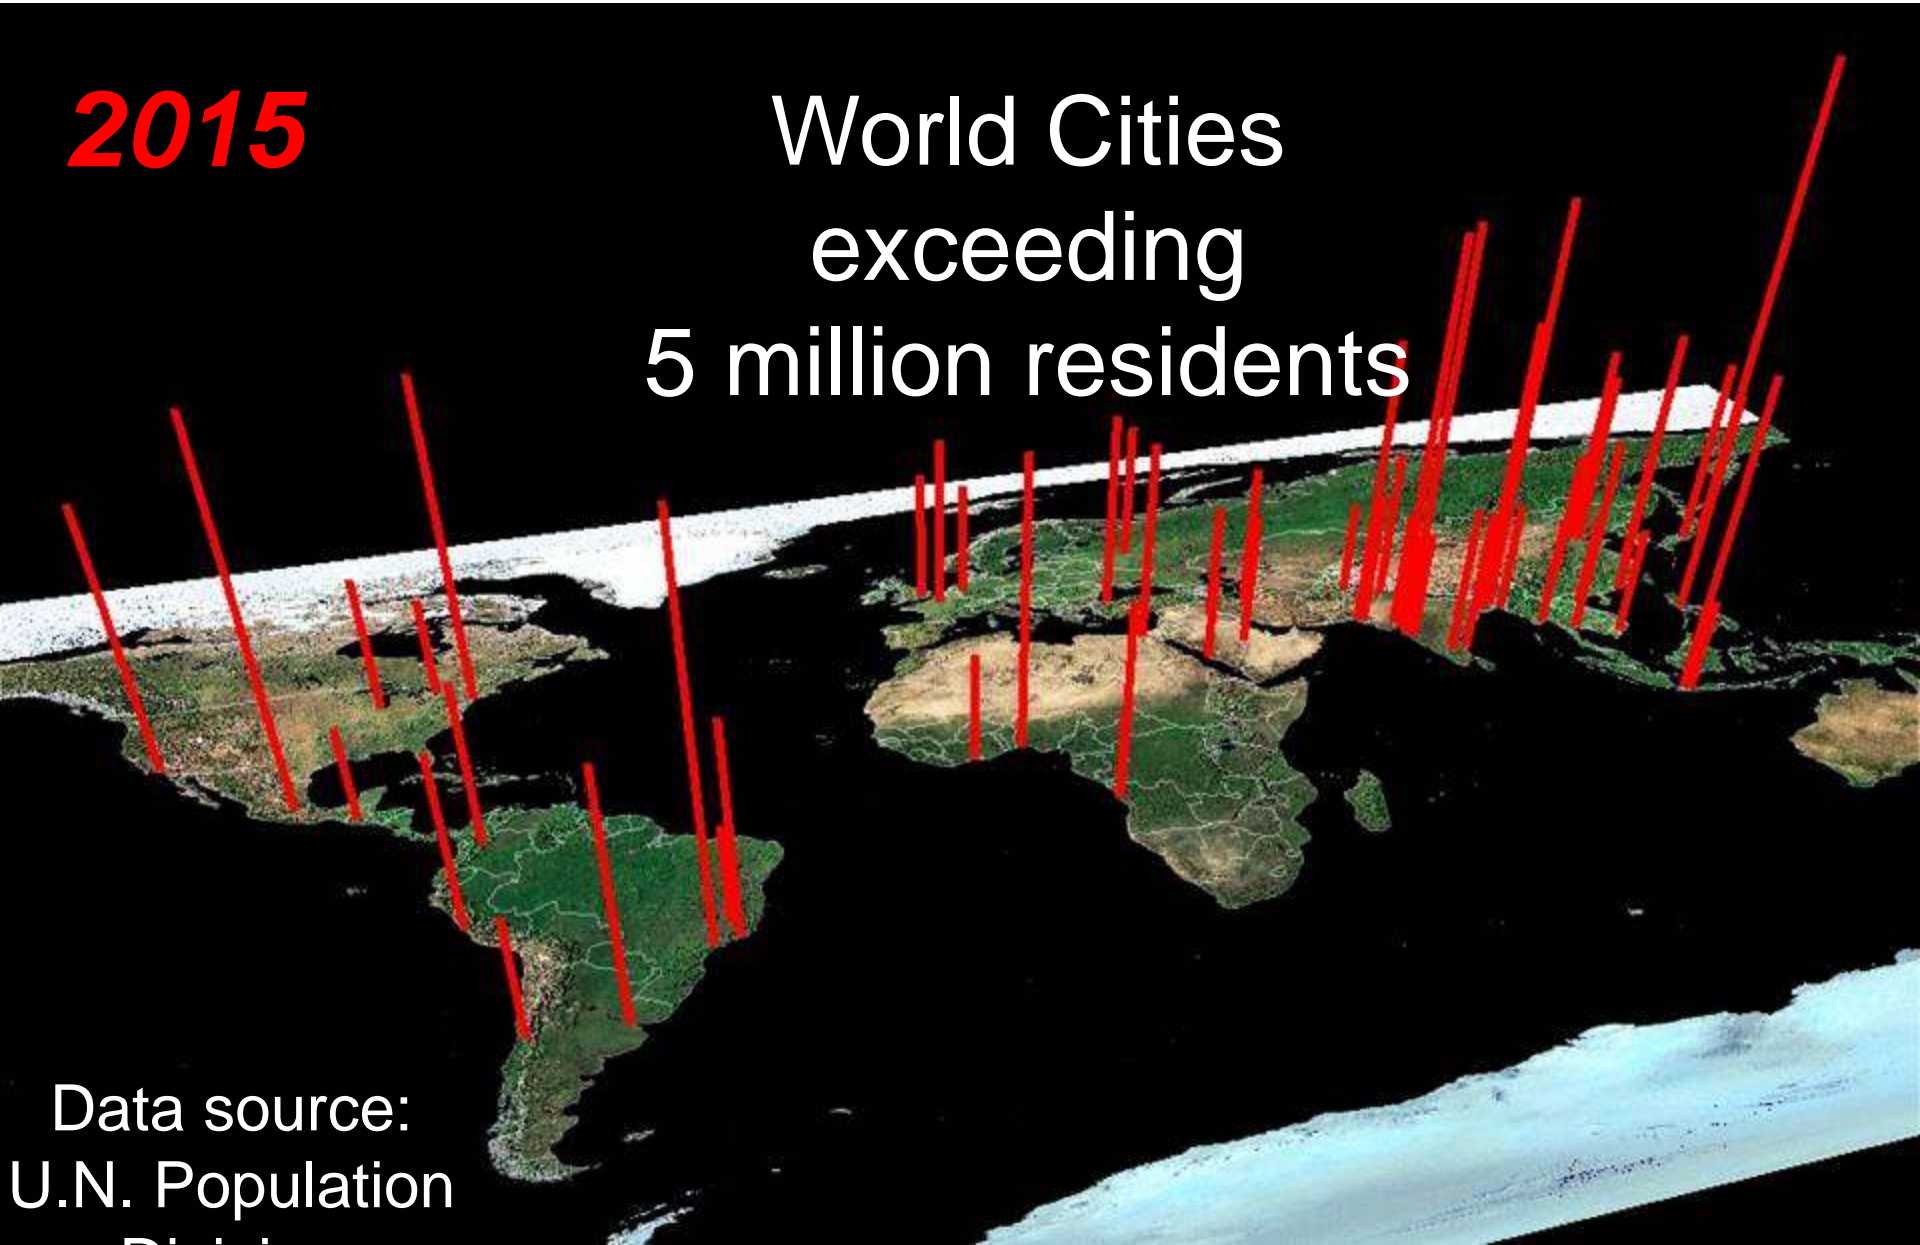 2015
World Cities
exceeding
5 million residents
Data source:
U.N. Population